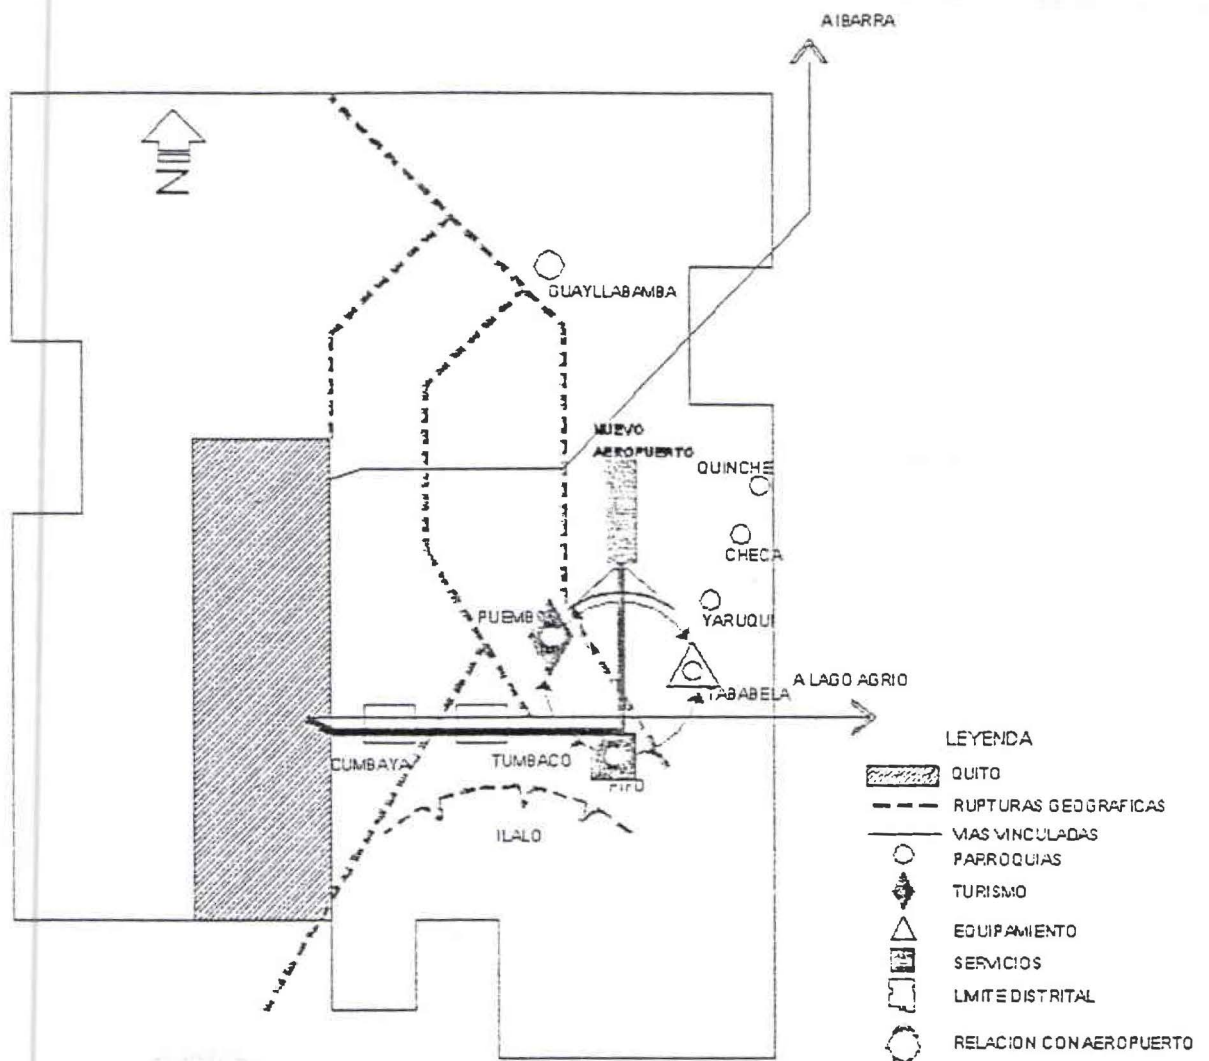 A IBARRA
N
GUAYLLABAMBA
NUEVO
AEROPUERTO
QUINCHE
CHECA
YARUQUI
PUEMBO
TABABELA
A LAGO AGRIO
CUMBAYA
TUMBACO
PIFO
ILALO
LEYENDA
QUITO
RUPTURAS GEOGRAFICAS
VIAS VINCULADAS
PARROQUIAS
TURISMO
EQUIPAMIENTO
SERVICIOS
LMITE DISTRITAL
RELACION CON AEROPUERTO